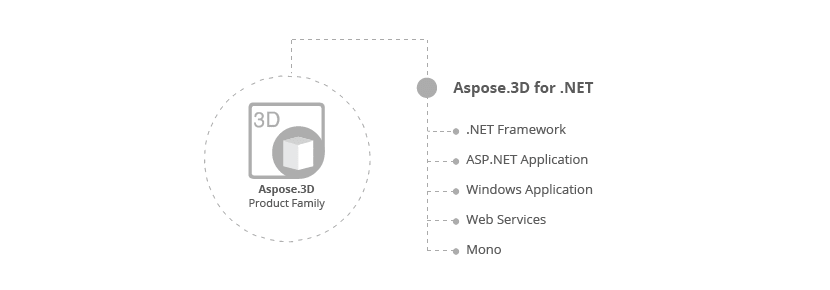 3D
Aspose.3D
Product Family
Aspose.3D for .NET
.NET Framework
ASP.NET Application
Windows Application
Web Services
Mono